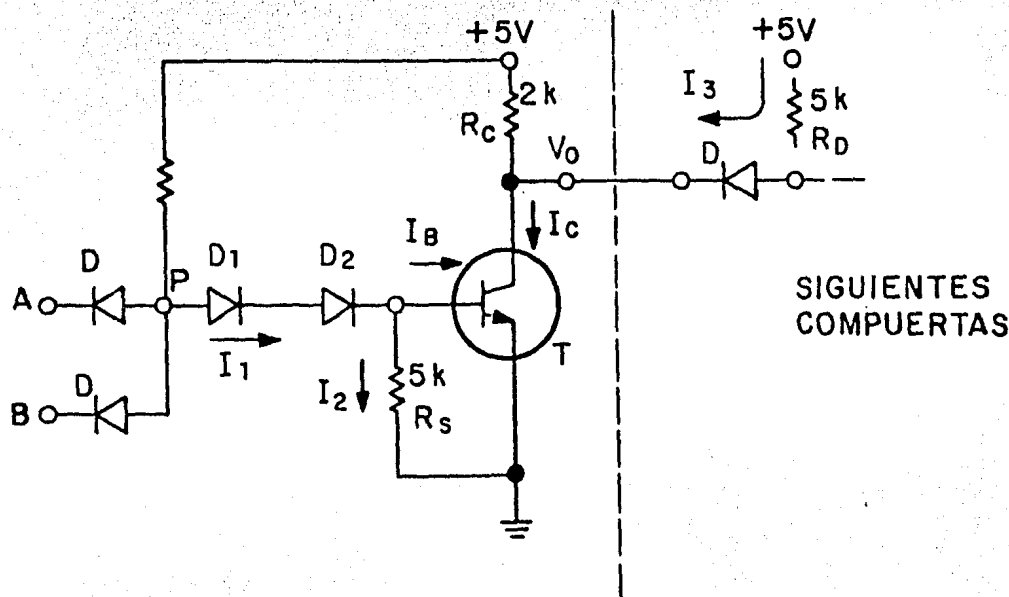 +5V
+5V
2k
RC
I3
5k
RD
VO
D
IC
IB
D
D1
D2
A
P
I1
T
SIGUIENTES
COMPUERTAS
D
B
I2
5k
RS